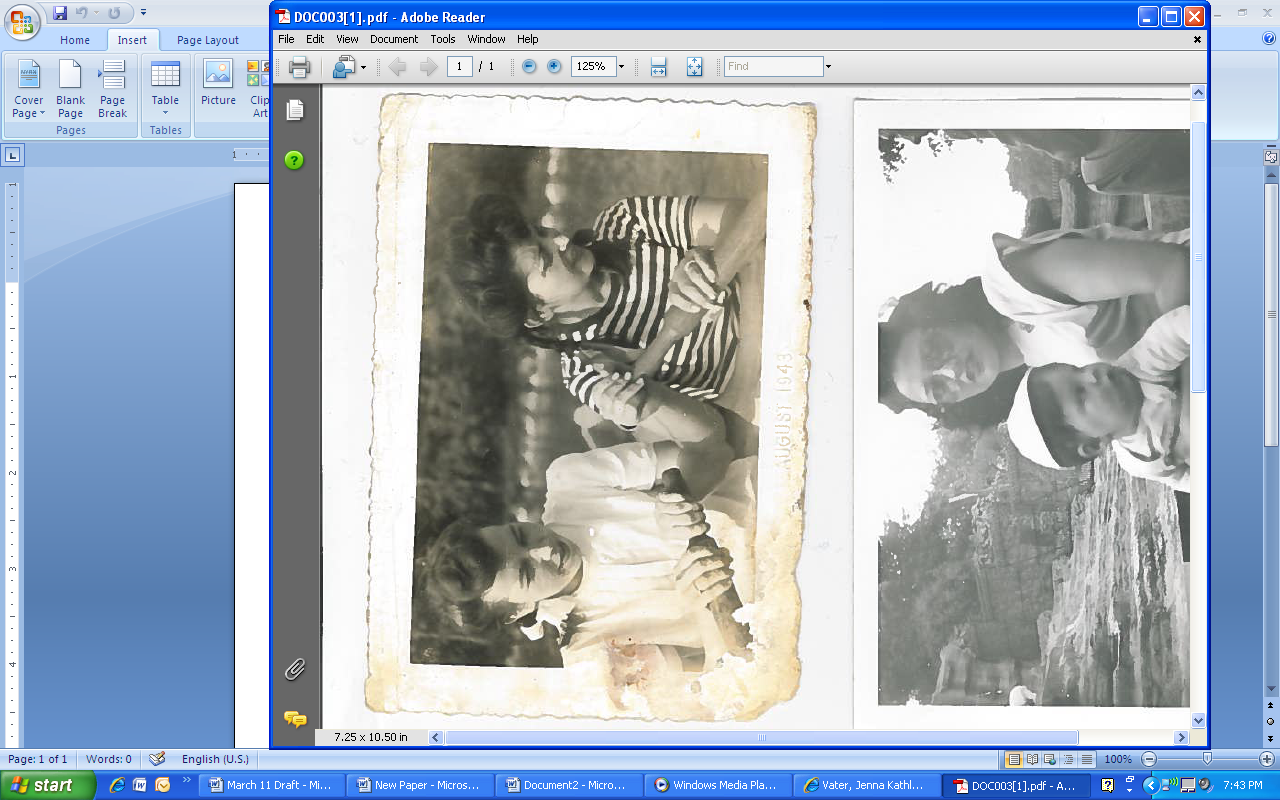 DOC003[1].pdf - Adobe Reader
File Edit View Document Tools Window Help
1 / 1 125% Find
Home Insert Page Layout
Cover Page Blank Page Page Break Table Picture Clip Art
Pages Tables
AUGUST 1943
7.25 x 10.50 in
Page: 1 of 1 Words: 0 English (U.S.) 100%
start March 11 Draft - Mi... New Paper - Micros... Document2 - Micro... Windows Media Pla... Vater, Jenna Kathl... DOC003[1].pdf - A... 7:43 PM